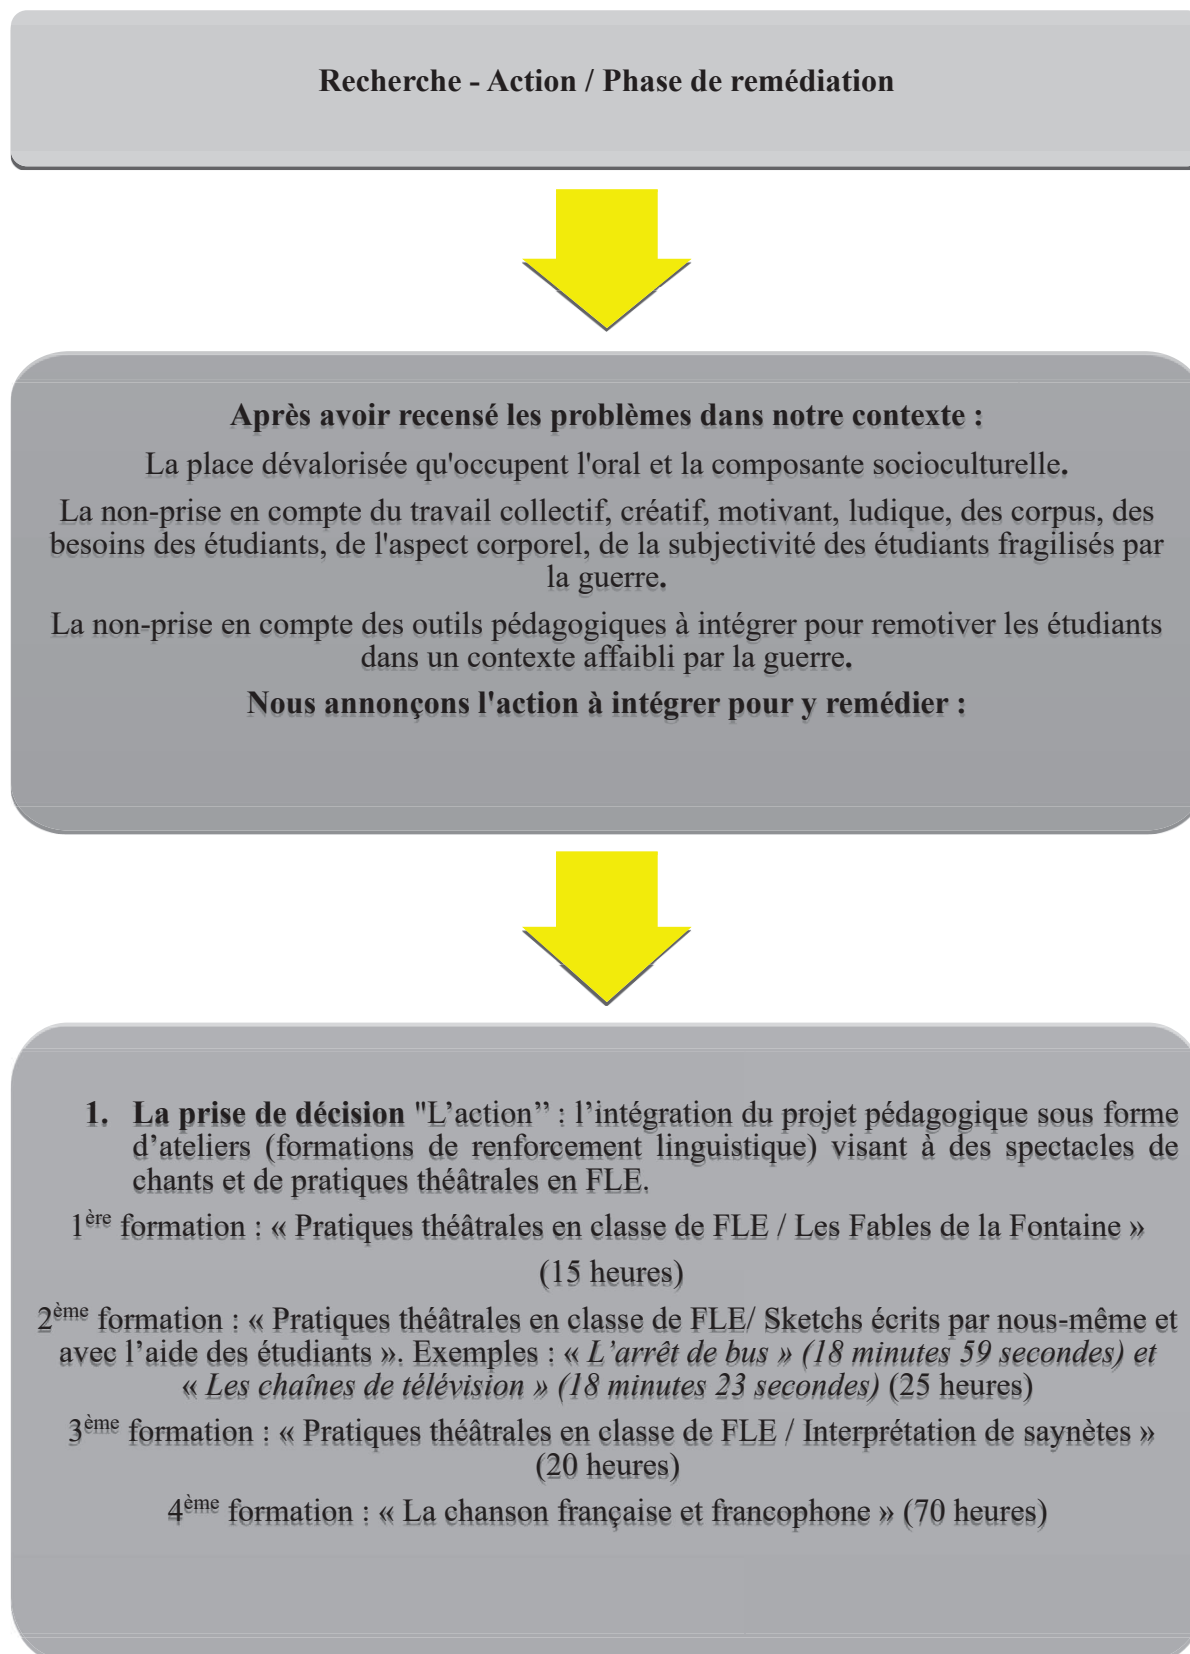 Recherche - Action / Phase de remédiation
Après avoir recensé les problèmes dans notre contexte :
La place dévalorisée qu'occupent l'oral et la composante socioculturelle.
La non-prise en compte du travail collectif, créatif, motivant, ludique, des corpus, des
besoins des étudiants, de l'aspect corporel, de la subjectivité des étudiants fragilisés par
la guerre.
La non-prise en compte des outils pédagogiques à intégrer pour remotiver les étudiants
dans un contexte affaibli par la guerre.
Nous annonçons l'action à intégrer pour y remédier :
1. La prise de décision "L’action’’ : l’intégration du projet pédagogique sous forme
d’ateliers (formations de renforcement linguistique) visant à des spectacles de
chants et de pratiques théâtrales en FLE.
1ère formation : « Pratiques théâtrales en classe de FLE / Les Fables de la Fontaine »
(15 heures)
2ème formation : « Pratiques théâtrales en classe de FLE/ Sketchs écrits par nous-même et
avec l’aide des étudiants ». Exemples : « L’arrêt de bus » (18 minutes 59 secondes) et
« Les chaînes de télévision » (18 minutes 23 secondes) (25 heures)
3ème formation : « Pratiques théâtrales en classe de FLE / Interprétation de saynètes »
(20 heures)
4ème formation : « La chanson française et francophone » (70 heures)